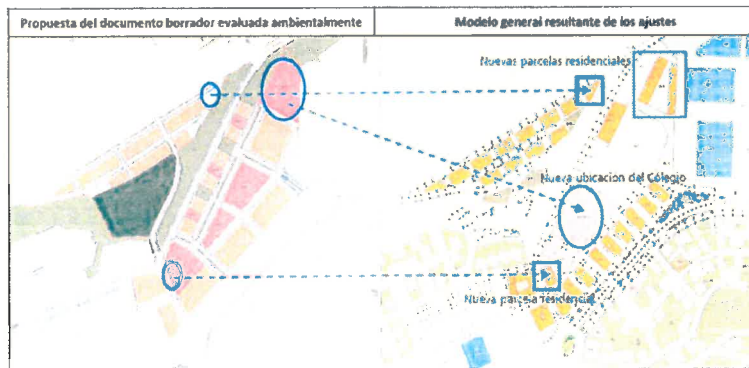 Propuesta del documento borrador evaluada ambientalmente
Modelo general resultante de los ajustes
Nuevas parcelas residenciales
Nueva ubicacion del Colegio
Nueva parcela residencial